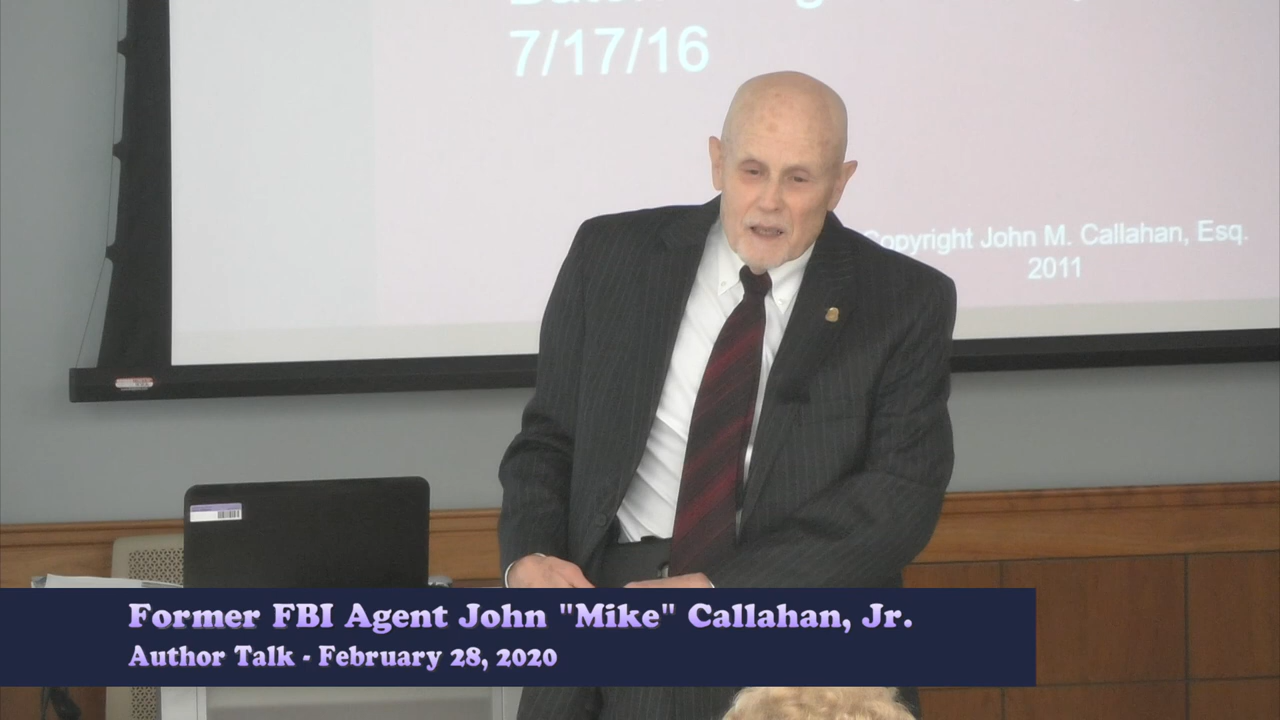 7/17/16
Copyright John M. Callahan, Esq.
2011
Former FBI Agent John "Mike" Callahan, Jr.
Author Talk - February 28, 2020